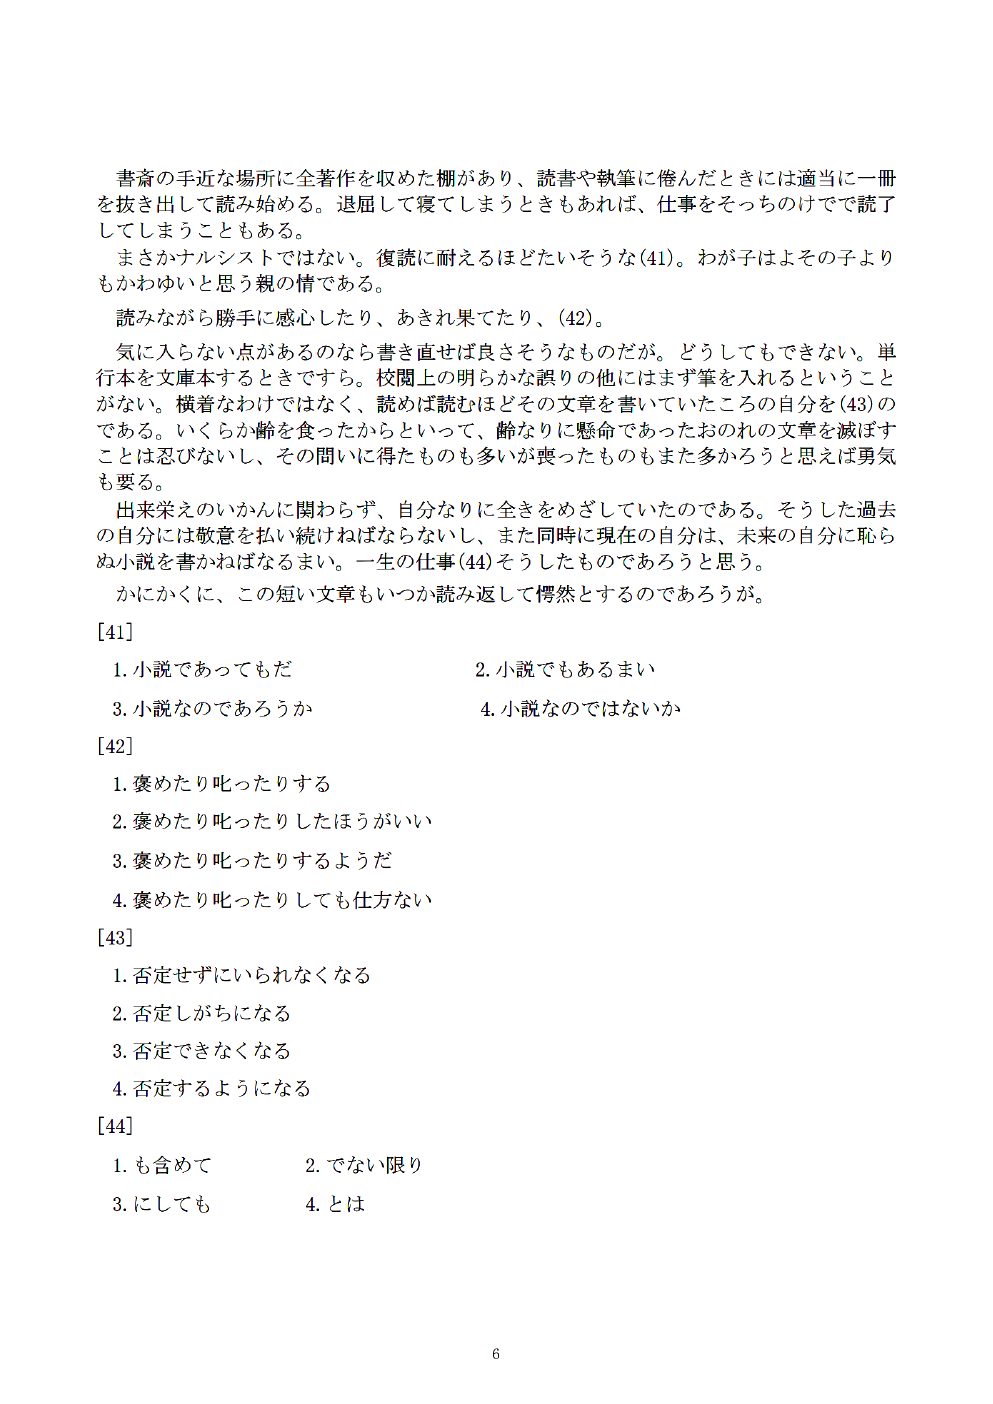 書斎の手近な場所に全著作を収めた棚があり、読書や執筆に倦んだときには適当に一冊
を抜き出して読み始める。退屈して寝てしまうときもあれば、仕事をそっちのけでで読了
してしまうこともある。
まさかナルシストではない。復読に耐えるほどたいそうな(41)。わが子はよその子より
もかわゆいと思う親の情である。
読みながら勝手に感心したり、あきれ果てたり、(42)。
気に入らない点があるのなら書き直せば良さそうなものだが。どうしてもできない。単
行本を文庫本するときですら。校閲上の明らかな誤りの他にはまず筆を入れるということ
がない。横着なわけではなく、読めば読むほどその文章を書いていたころの自分を(43)の
である。いくらか齢を食ったからといって、齢なりに懸命であったおのれの文章を滅ぼす
ことは忍びないし、その問いに得たものも多いが喪ったものもまた多かろうと思えば勇気
も要る。
出来栄えのいかんに関わらず、自分なりに全きをめざしていたのである。そうした過去
の自分には敬意を払い続けねばならないし、また同時に現在の自分は、未来の自分に恥ら
ぬ小説を書かねばなるまい。一生の仕事(44)そうしたものであろうと思う。
かにかくに、この短い文章もいつか読み返して愕然とするのであろうが。
[41]
1.小説であってもだ 2.小説でもあるまい
3.小説なのであろうか 4.小説なのではないか
[42]
1.褒めたり叱ったりする
2.褒めたり叱ったりしたほうがいい
3.褒めたり叱ったりするようだ
4.褒めたり叱ったりしても仕方ない
[43]
1.否定せずにいられなくなる
2.否定しがちになる
3.否定できなくなる
4.否定するようになる
[44]
1.も含めて 2.でない限り
3.にしても 4.とは
6